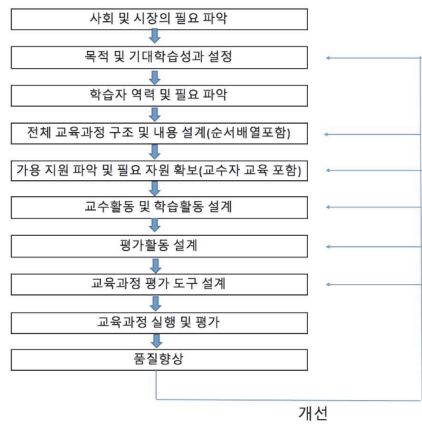 사회 및 시장의 필요 파악
목적 및 기대학습성과 설정
학습자 역력 및 필요 파악
전체 교육과정 구조 및 내용 설계(순서배열포함)
가용 지원 파악 및 필요 자원 확보(교수자 교육 포함)
교수활동 및 학습활동 설계
평가활동 설계
교육과정 평가 도구 설계
교육과정 실행 및 평가
품질향상
개선